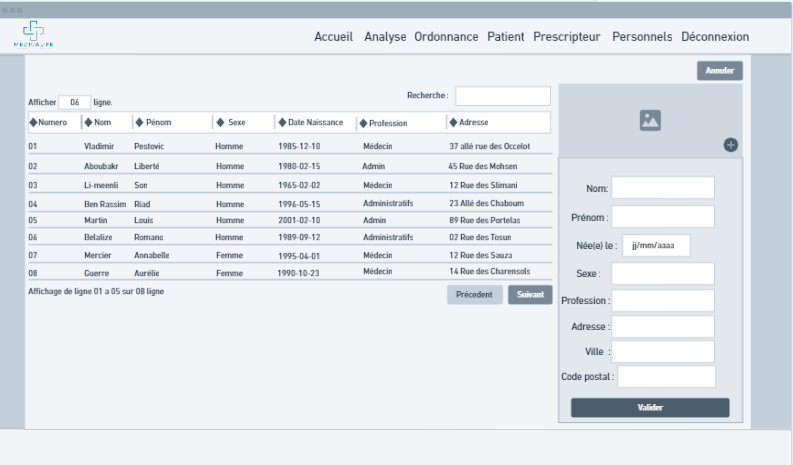 MEDICALIFE
Accueil Analyse Ordonnance Patient Prescripteur Personnels Déconnexion
Annuler
Recherche :
Afficher 06 ligne.
Numero Nom Pénom Sexe Date Naissance Profession Adresse
01 Vladimir Pestovic Homme 1985-12-10 Médecin 37 allé rue des Occelot
02 Aboubakr Liberté Homme 1980-02-15 Admin 45 Rue des Mohsen
03 Li-meenli Son Homme 1965-02-02 Médecin 12 Rue des Slimani
04 Ben Rassim Riad Homme 1996-05-15 Administratifs 23 Allé des Chaboum
05 Martin Louis Homme 2001-02-10 Admin 89 Rue des Portelas
06 Belalize Romano Homme 1989-09-12 Administratifs 02 Rue des Tosun
07 Mercier Annabelle Femme 1995-04-01 Médecin 12 Rue des Sauza
08 Guerre Aurélie Femme 1990-10-23 Médecin 14 Rue des Charensols
Affichage de ligne 01 a 05 sur 08 ligne
Précedent Suivant
Nom:
Prénom :
Née(e) le : jj/mm/aaaa
Sexe :
Profession :
Adresse :
Ville :
Code postal :
Valider